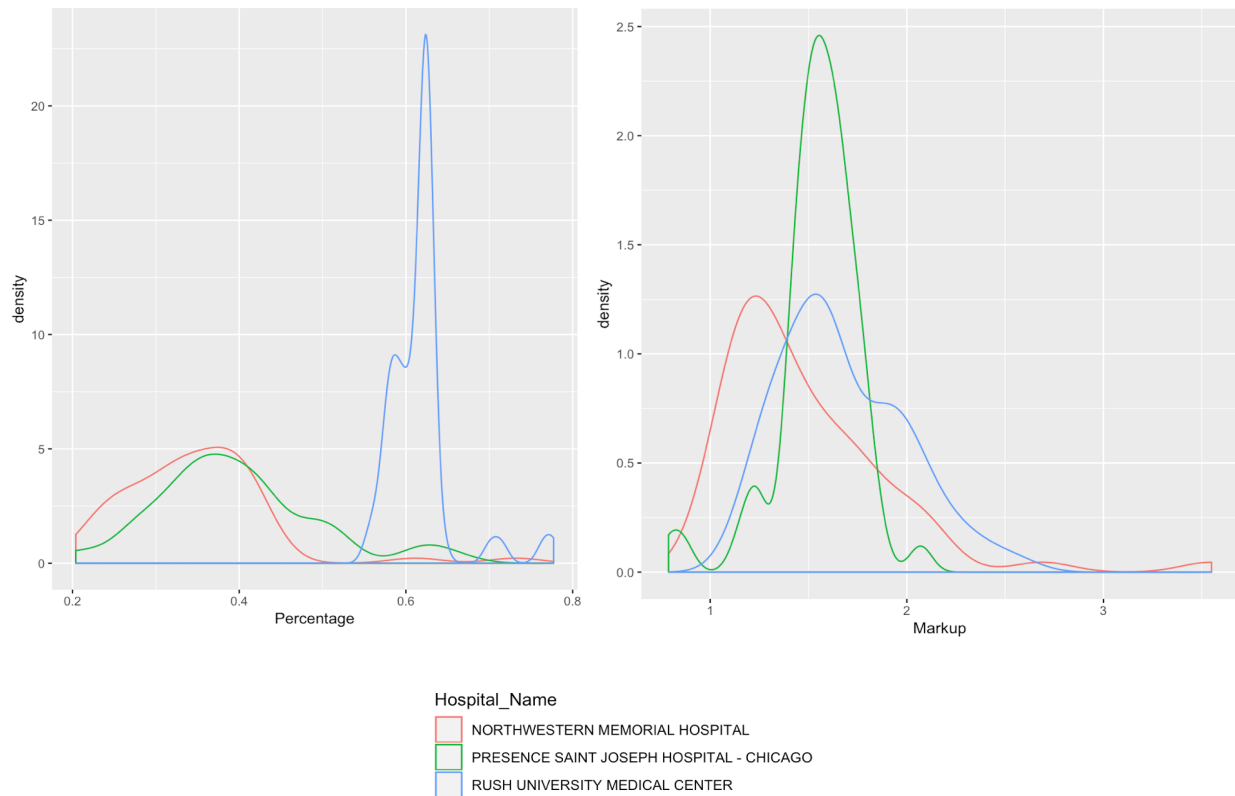 density
20
15
10
5
0
0.2
0.4
0.6
0.8
Percentage
density
2.5
2.0
1.5
1.0
0.5
0.0
1
2
3
Markup
Hospital_Name
NORTHWESTERN MEMORIAL HOSPITAL
PRESENCE SAINT JOSEPH HOSPITAL - CHICAGO
RUSH UNIVERSITY MEDICAL CENTER